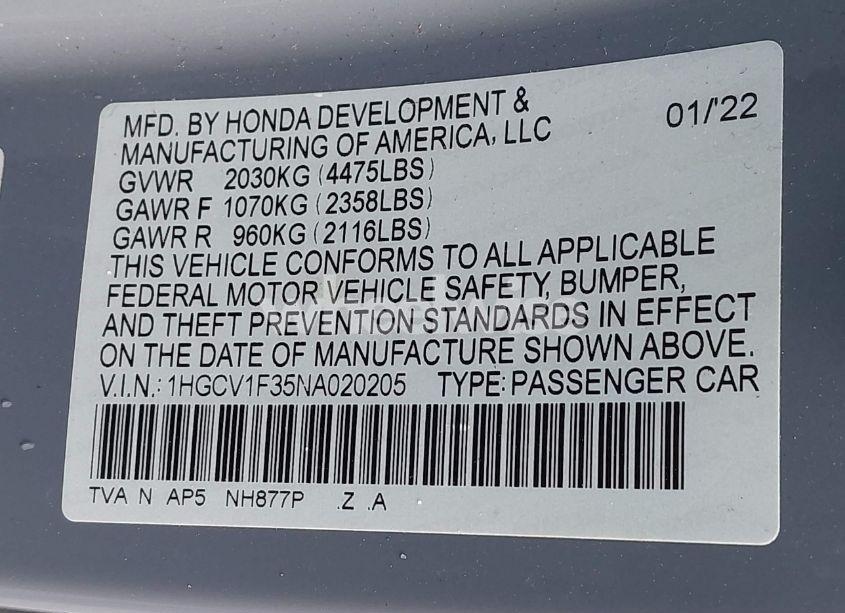 MFD. BY HONDA DEVELOPMENT &
MANUFACTURING OF AMERICA, LLC
01/'22
GVWR 2030KG (4475LBS)
GAWR F 1070KG (2358LBS)
GAWR R 960KG (2116LBS)
THIS VEHICLE CONFORMS TO ALL APPLICABLE
FEDERAL MOTOR VEHICLE SAFETY, BUMPER,
AND THEFT PREVENTION STANDARDS IN EFFECT
ON THE DATE OF MANUFACTURE SHOWN ABOVE.
V.I.N.: 1HGCV1F35NA020205 TYPE: PASSENGER CAR
TVA N AP5 NH877P .Z .A